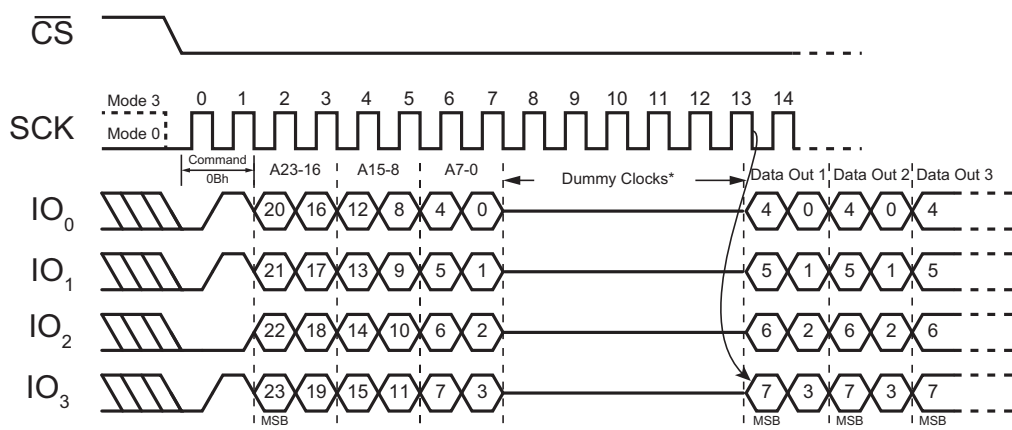 CS
Mode 3 0 1 2 3 4 5 6 7 8 9 10 11 12 13 14
SCK
Mode 0
Command A23-16 A15-8 A7-0 Dummy Clocks* Data Out 1 Data Out 2 Data Out 3
0Bh
IO0 20 16 12 8 4 0 4 0 4 0 4
IO1 21 17 13 9 5 1 5 1 5 1 5
IO2 22 18 14 10 6 2 6 2 6 2 6
IO3 23 19 15 11 7 3 7 3 7 3 7
MSB MSB MSB MSB